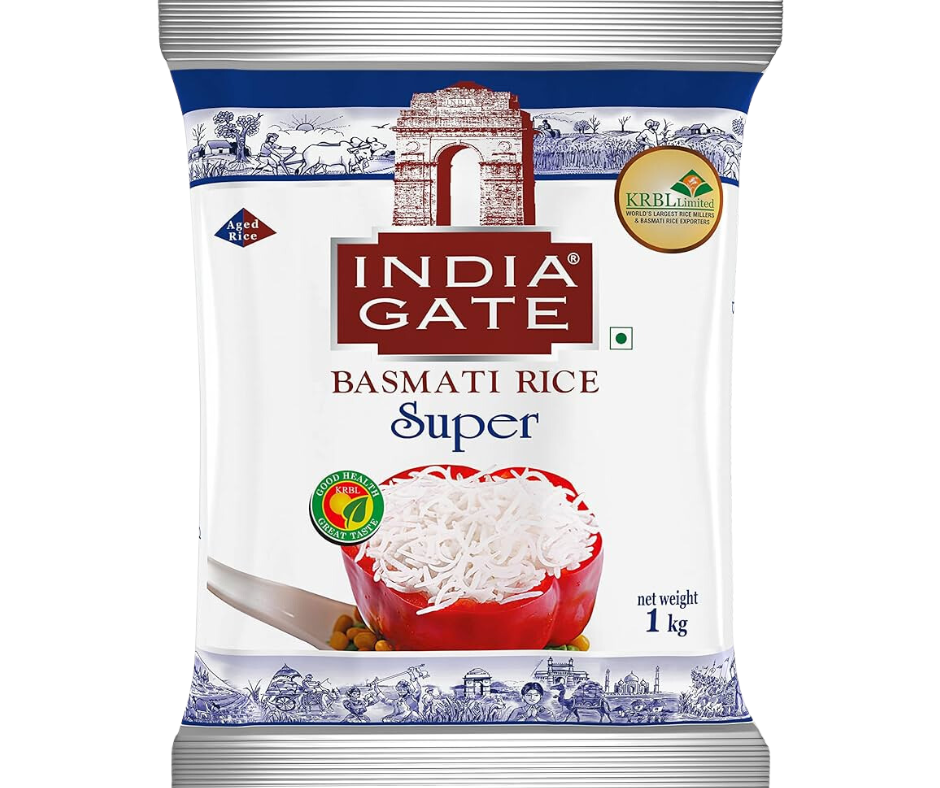 INDIA
KRBL Limited
WORLD'S LARGEST RICE MILLERS
& BASMATI RICE EXPORTERS
Aged
Rice
INDIA®
GATE
BASMATI RICE
Super
GOOD HEALTH
KRBL
GREAT TASTE
net weight
1 kg